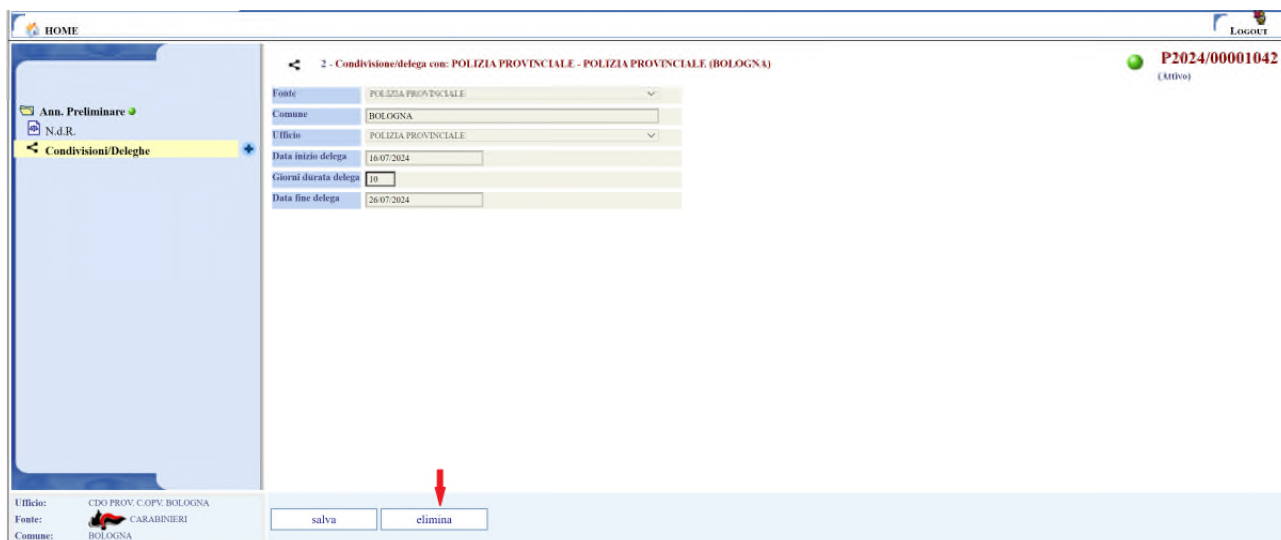 HOME
LOGOUT
2 - Condivisione/delega con: POLIZIA PROVINCIALE - POLIZIA PROVINCIALE (BOLOGNA)
P2024/00001042
(Attivo)
Ann. Preliminare
N.d.R.
Condivisioni/Deleghe
Fonte POLIZIA PROVINCIALE
Comune BOLOGNA
Ufficio POLIZIA PROVINCIALE
Data inizio delega 16/07/2024
Giorni durata delega 10
Data fine delega 26/07/2024
Ufficio: CDO PROV. C.OPV. BOLOGNA
Fonte: CARABINIERI
Comune: BOLOGNA
salva elimina